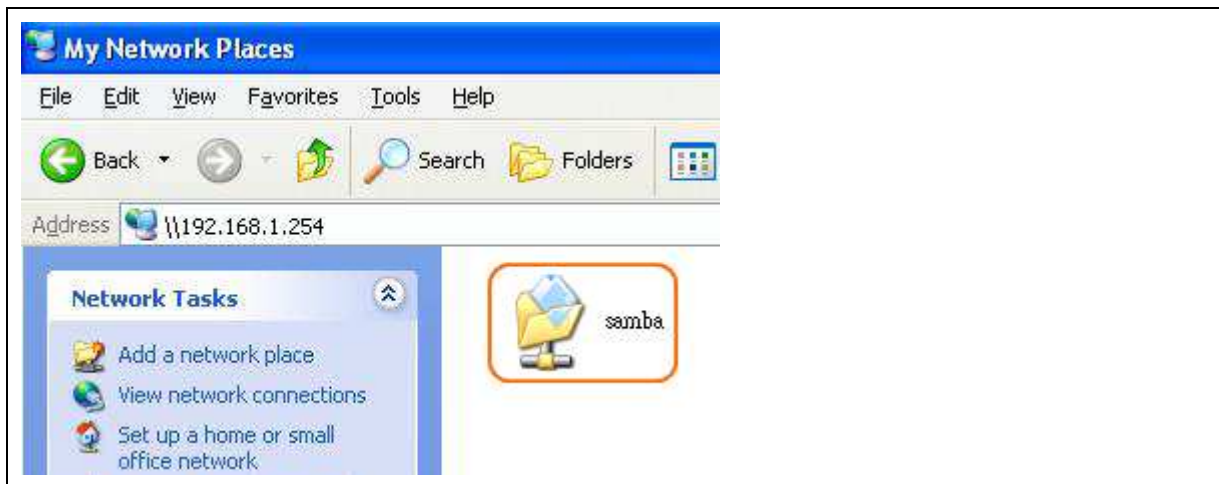 My Network Places
File Edit View Favorites Tools Help
Back Search Folders
Address \\192.168.1.254
Network Tasks
samba
Add a network place
View network connections
Set up a home or small
office network